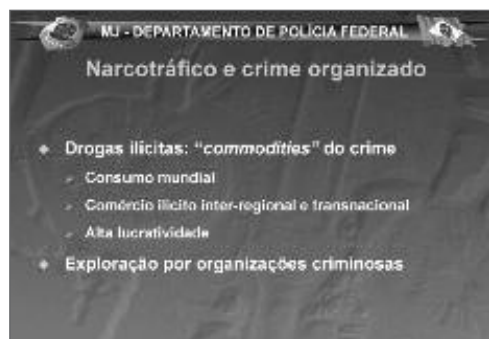 MJ - DEPARTAMENTO DE POLÍCIA FEDERAL
Narcotráfico e crime organizado
Drogas ilícitas: "commodities" do crime
Consumo mundial
Comércio ilícito inter-regional e transnacional
Alta lucratividade
Exploração por organizações criminosas